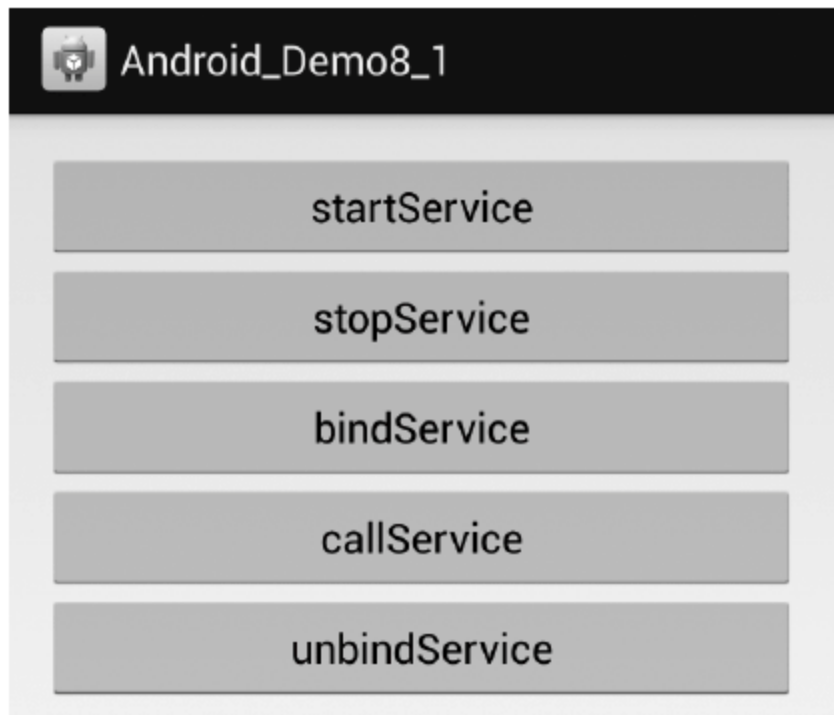 Android_Demo8_1
startService
stopService
bindService
callService
unbindService